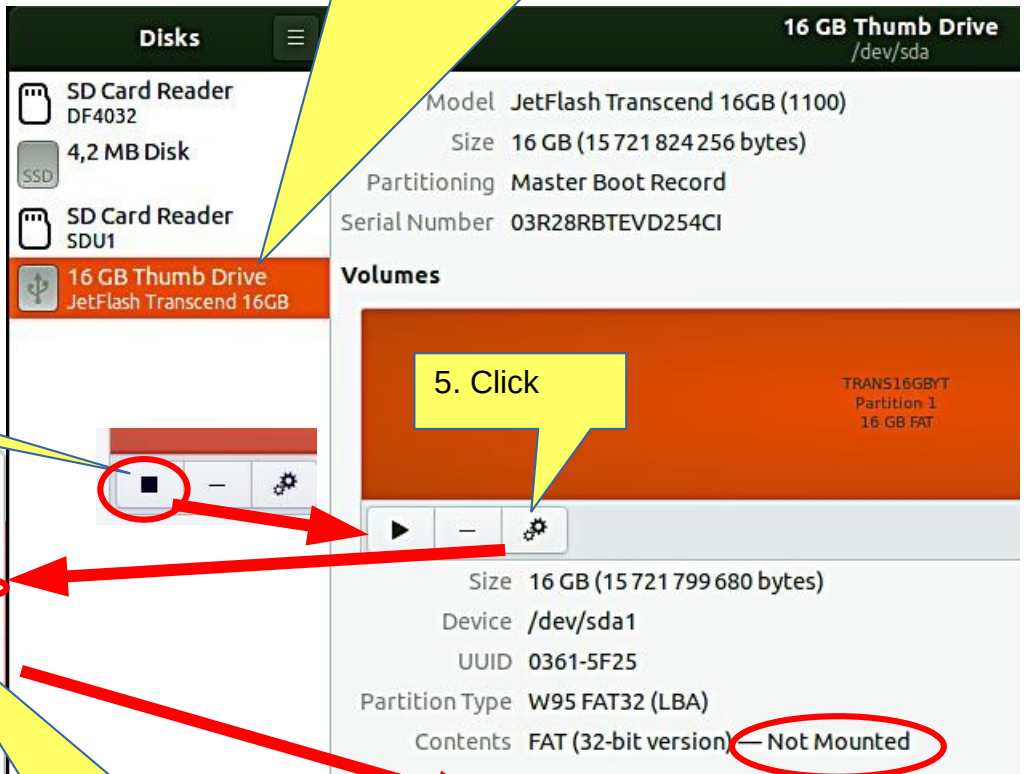 Disks
16 GB Thumb Drive
/dev/sda
SD Card Reader
DF4032
4,2 MB Disk
SSD
SD Card Reader
SDU1
16 GB Thumb Drive
JetFlash Transcend 16GB
Model JetFlash Transcend 16GB (1100)
Size 16 GB (15 721 824 256 bytes)
Partitioning Master Boot Record
Serial Number 03R28RBTEVD254CI
Volumes
5. Click
TRANS16GBYT
Partition 1
16 GB FAT
Size 16 GB (15 721 799 680 bytes)
Device /dev/sda1
UUID 0361-5F25
Partition Type W95 FAT32 (LBA)
Contents FAT (32-bit version) — Not Mounted